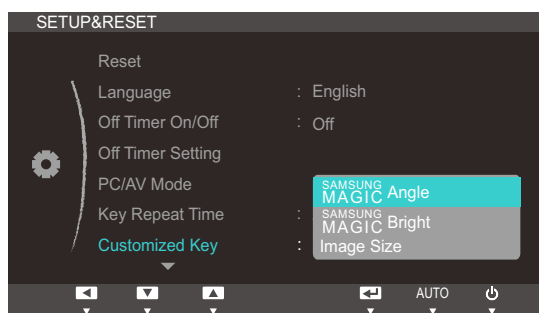 SETUP&RESET
Reset
Language : English
Off Timer On/Off : Off
Off Timer Setting
PC/AV Mode
SAMSUNG MAGIC Angle
Key Repeat Time :
SAMSUNG MAGIC Bright
Customized Key :
Image Size
AUTO